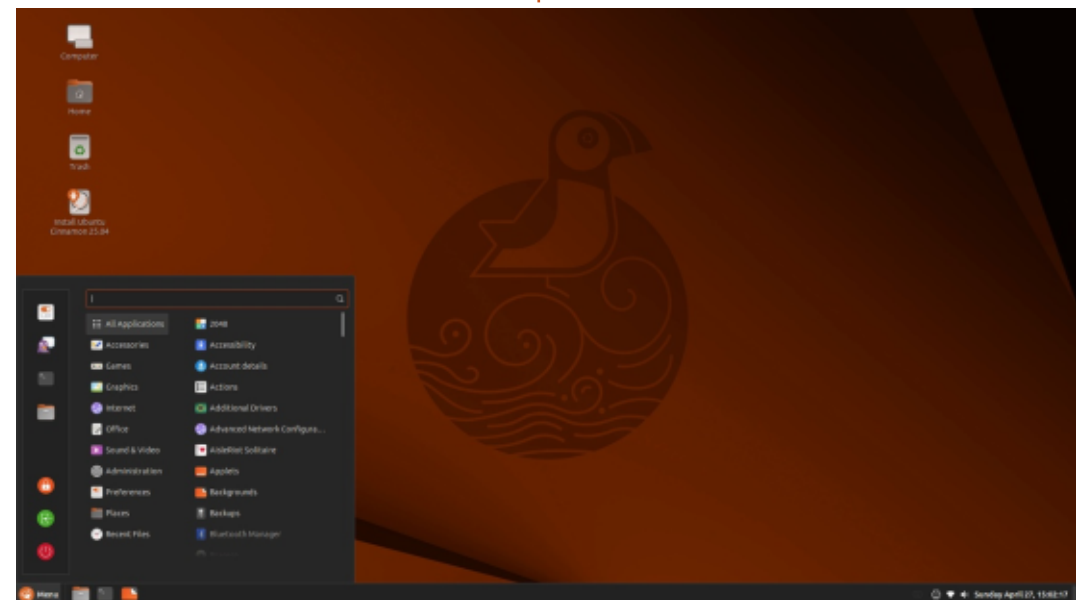 Computer
Home
Trash
Install Ubuntu
Cinnamon 25.04
All Applications
Accessories
Games
Graphics
Internet
Office
Sound & Video
Administration
Preferences
Places
Recent Files
2048
Accessibility
Account details
Actions
Additional Drivers
Advanced Network Configura...
AisleRiot Solitaire
Applets
Backgrounds
Backups
Bluetooth Manager
Menu
Sunday April 27, 15:02:17